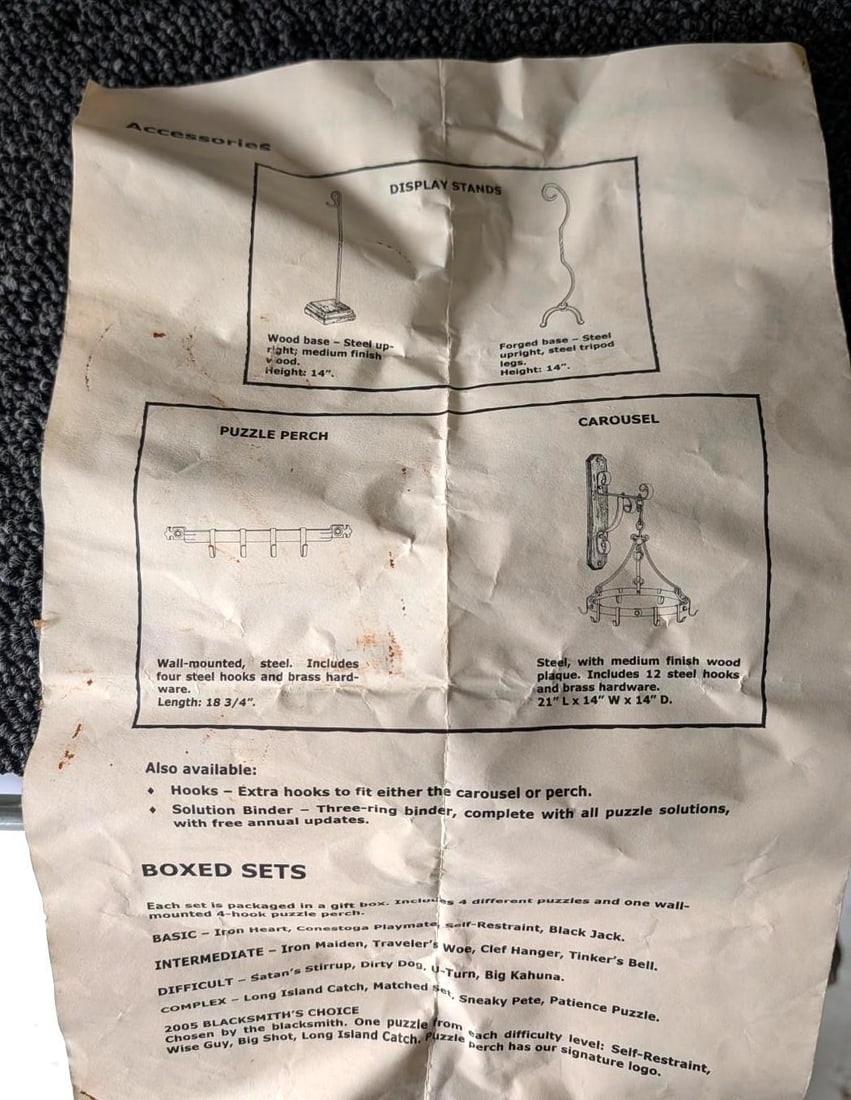 Accessories
DISPLAY STANDS
Wood base – Steel up-
right; medium finish
wood.
Height: 14".
Forged base – Steel
upright, steel tripod
legs.
Height: 14".
PUZZLE PERCH
Wall-mounted, steel. Includes
four steel hooks and brass hard-
ware.
Length: 18 3/4".
CAROUSEL
Steel, with medium finish wood
plaque. Includes 12 steel hooks
and brass hardware.
21" L x 14" W x 14" D.
Also available:
♦ Hooks – Extra hooks to fit either the carousel or perch.
♦ Solution Binder – Three-ring binder, complete with all puzzle solutions,
with free annual updates.
BOXED SETS
Each set is packaged in a gift box. Includes 4 different puzzles and one wall-
mounted 4-hook puzzle perch.
BASIC – Iron Heart, Conestoga Playmate, Self-Restraint, Black Jack.
INTERMEDIATE – Iron Maiden, Traveler's Woe, Clef Hanger, Tinker's Bell.
DIFFICULT – Satan's Stirrup, Dirty Dog, U-Turn, Big Kahuna.
COMPLEX – Long Island Catch, Matched Set, Sneaky Pete, Patience Puzzle.
2005 BLACKSMITH'S CHOICE
Chosen by the blacksmith. One puzzle from each difficulty level: Self-Restraint,
Wise Guy, Big Shot, Long Island Catch. Puzzle perch has our signature logo.